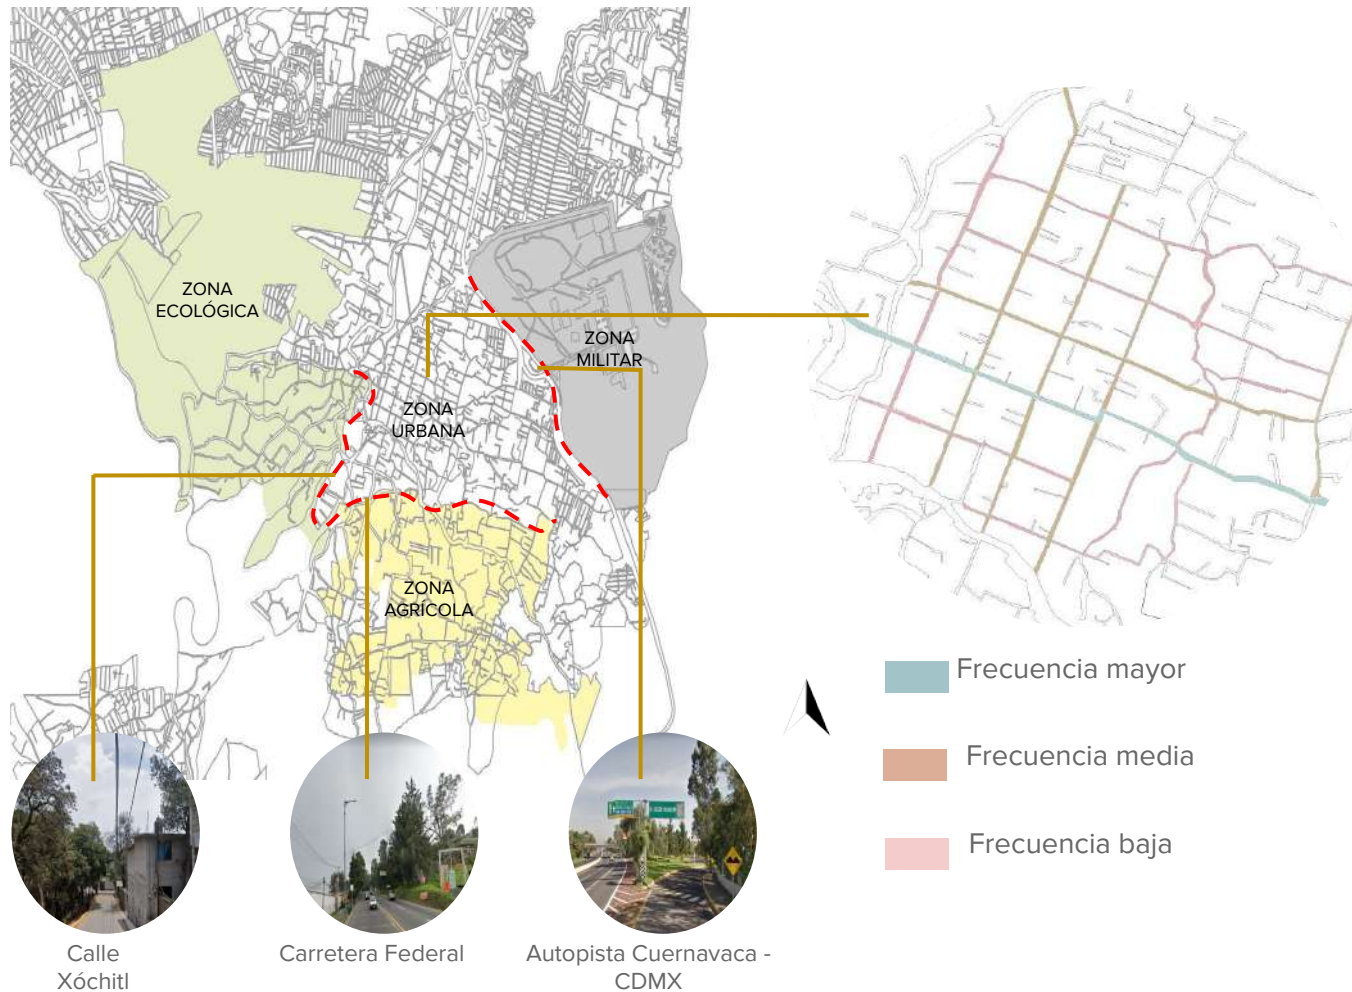 ZONA
ECOLÓGICA
ZONA
MILITAR
ZONA
URBANA
ZONA
AGRÍCOLA
Frecuencia mayor
Frecuencia media
Frecuencia baja
Calle
Xóchitl
Carretera Federal
Autopista Cuernavaca -
CDMX